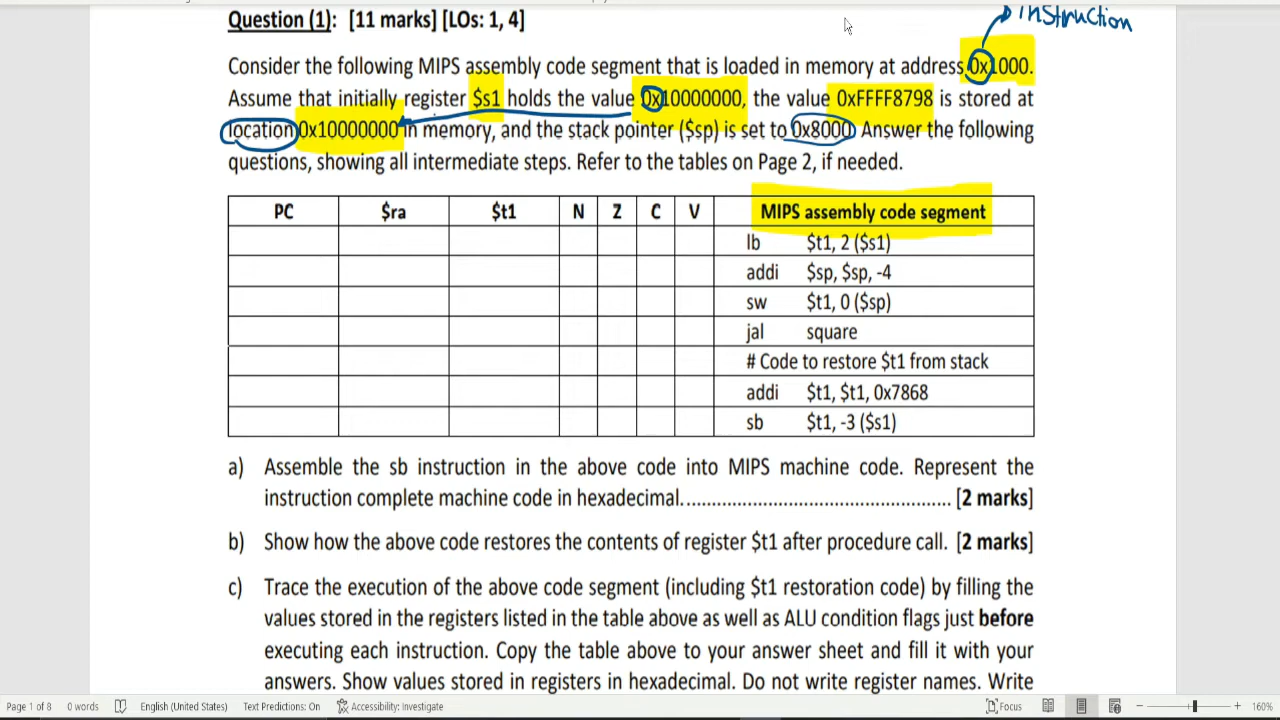 Question (1): [11 marks] [LOs: 1, 4]
instruction
Consider the following MIPS assembly code segment that is loaded in memory at address 0x1000.
Assume that initially register $s1 holds the value 0x10000000, the value 0xFFFF8798 is stored at
location 0x10000000 in memory, and the stack pointer ($sp) is set to 0x8000. Answer the following
questions, showing all intermediate steps. Refer to the tables on Page 2, if needed.
PC $ra $t1 N Z C V MIPS assembly code segment
lb $t1, 2 ($s1)
addi $sp, $sp, -4
sw $t1, 0 ($sp)
jal square
# Code to restore $t1 from stack
addi $t1, $t1, 0x7868
sb $t1, -3 ($s1)
a) Assemble the sb instruction in the above code into MIPS machine code. Represent the
instruction complete machine code in hexadecimal.................................................. [2 marks]
b) Show how the above code restores the contents of register $t1 after procedure call. [2 marks]
c) Trace the execution of the above code segment (including $t1 restoration code) by filling the
values stored in the registers listed in the table above as well as ALU condition flags just before
executing each instruction. Copy the table above to your answer sheet and fill it with your
answers. Show values stored in registers in hexadecimal. Do not write register names. Write
Page 1 of 8 0 words English (United States) Text Predictions: On Accessibility: Investigate Focus 160%